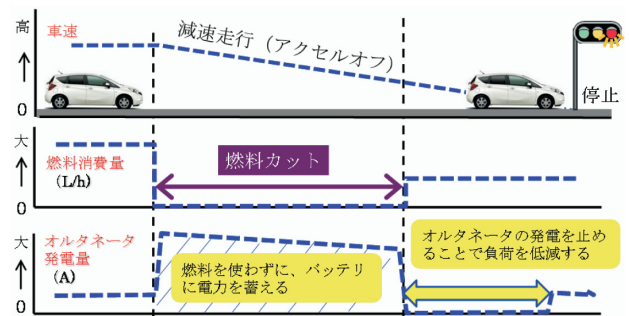 高
車速
減速走行（アクセルオフ）
0
停止
大
燃料消費量
(L/h)
燃料カット
0
大
オルタネータ
発電量
(A)
燃料を使わずに、バッテリ
に電力を蓄える
オルタネータの発電を止め
ることで負荷を低減する
0